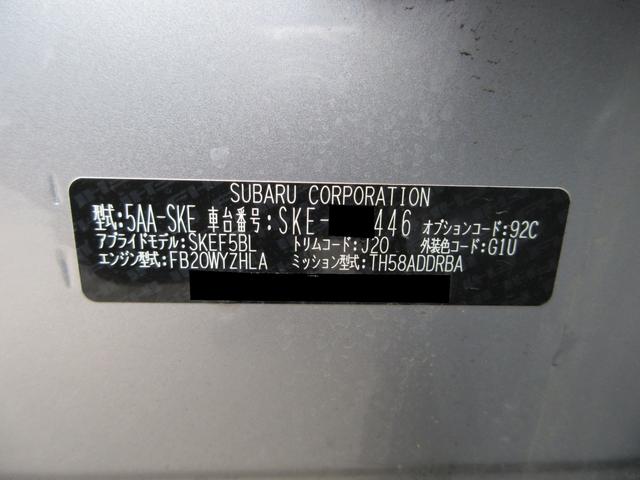 SUBARU CORPORATION
型式:5AA-SKE 車台番号:SKE- 446 オプションコード:92C
アプライドモデル:SKEF5BL トリムコード:J20 外装色コード:G1U
エンジン型式:FB20WYZHLA ミッション型式:TH58ADDRBA